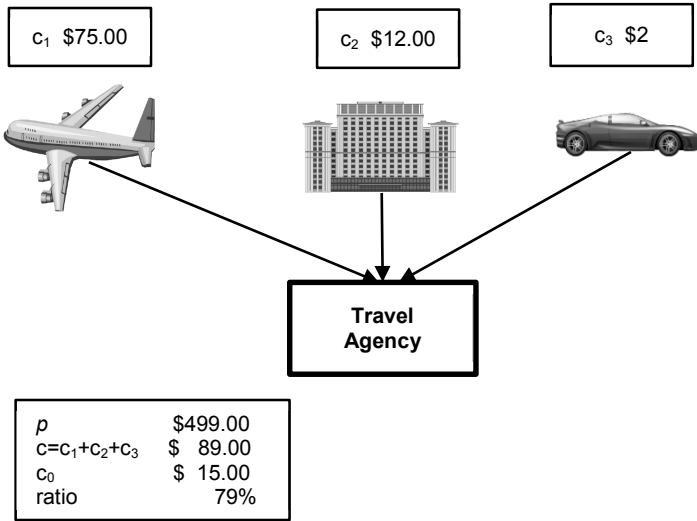 c₁ $75.00
c₂ $12.00
c₃ $2
Travel
Agency
p $499.00
c=c₁+c₂+c₃ $ 89.00
c₀ $ 15.00
ratio 79%